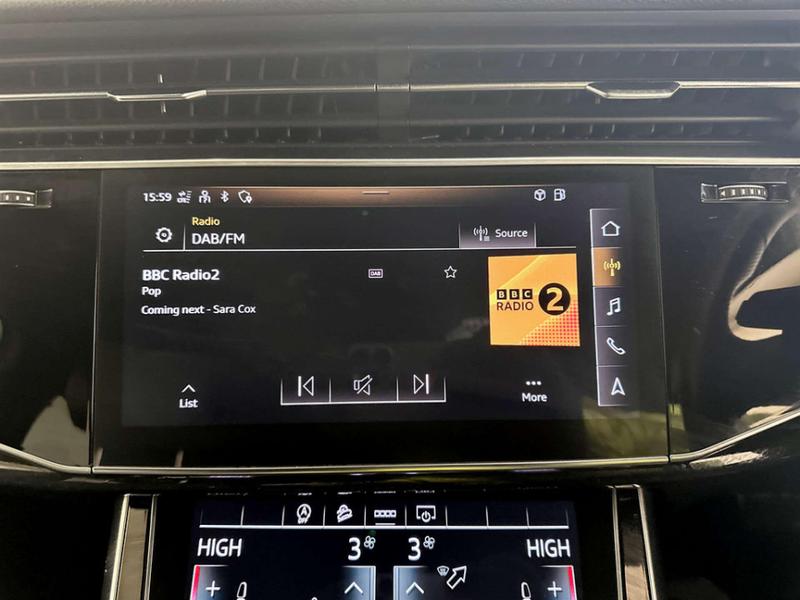 15:59
Radio
DAB/FM
Source
BBC Radio2
DAB
Pop
Coming next - Sara Cox
BBC
RADIO 2
List
More
OFF
HIGH 3 3 HIGH
+ +